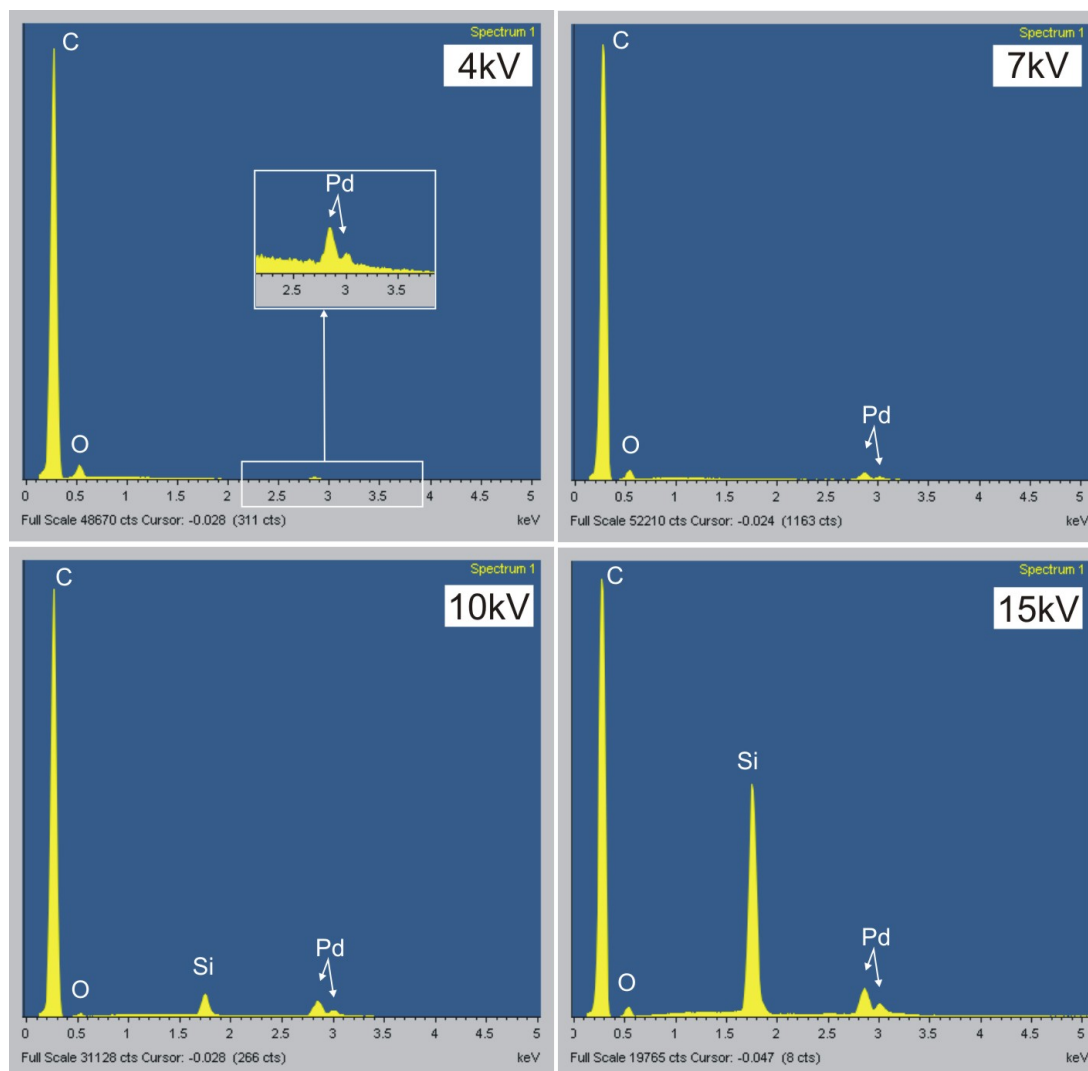 Spectrum 1
C
4kV
Pd
2.5 3 3.5
O
0 0.5 1 1.5 2 2.5 3 3.5 4 4.5 5
Full Scale 48670 cts Cursor: -0.028 (311 cts) keV
Spectrum 1
C
7kV
Pd
O
0 0.5 1 1.5 2 2.5 3 3.5 4 4.5 5
Full Scale 52210 cts Cursor: -0.024 (1163 cts) keV
Spectrum 1
C
10kV
Pd
Si
O
0 0.5 1 1.5 2 2.5 3 3.5 4 4.5 5
Full Scale 31128 cts Cursor: -0.028 (266 cts) keV
Spectrum 1
C
15kV
Si
Pd
O
0 0.5 1 1.5 2 2.5 3 3.5 4 4.5 5
Full Scale 19765 cts Cursor: -0.047 (8 cts) keV